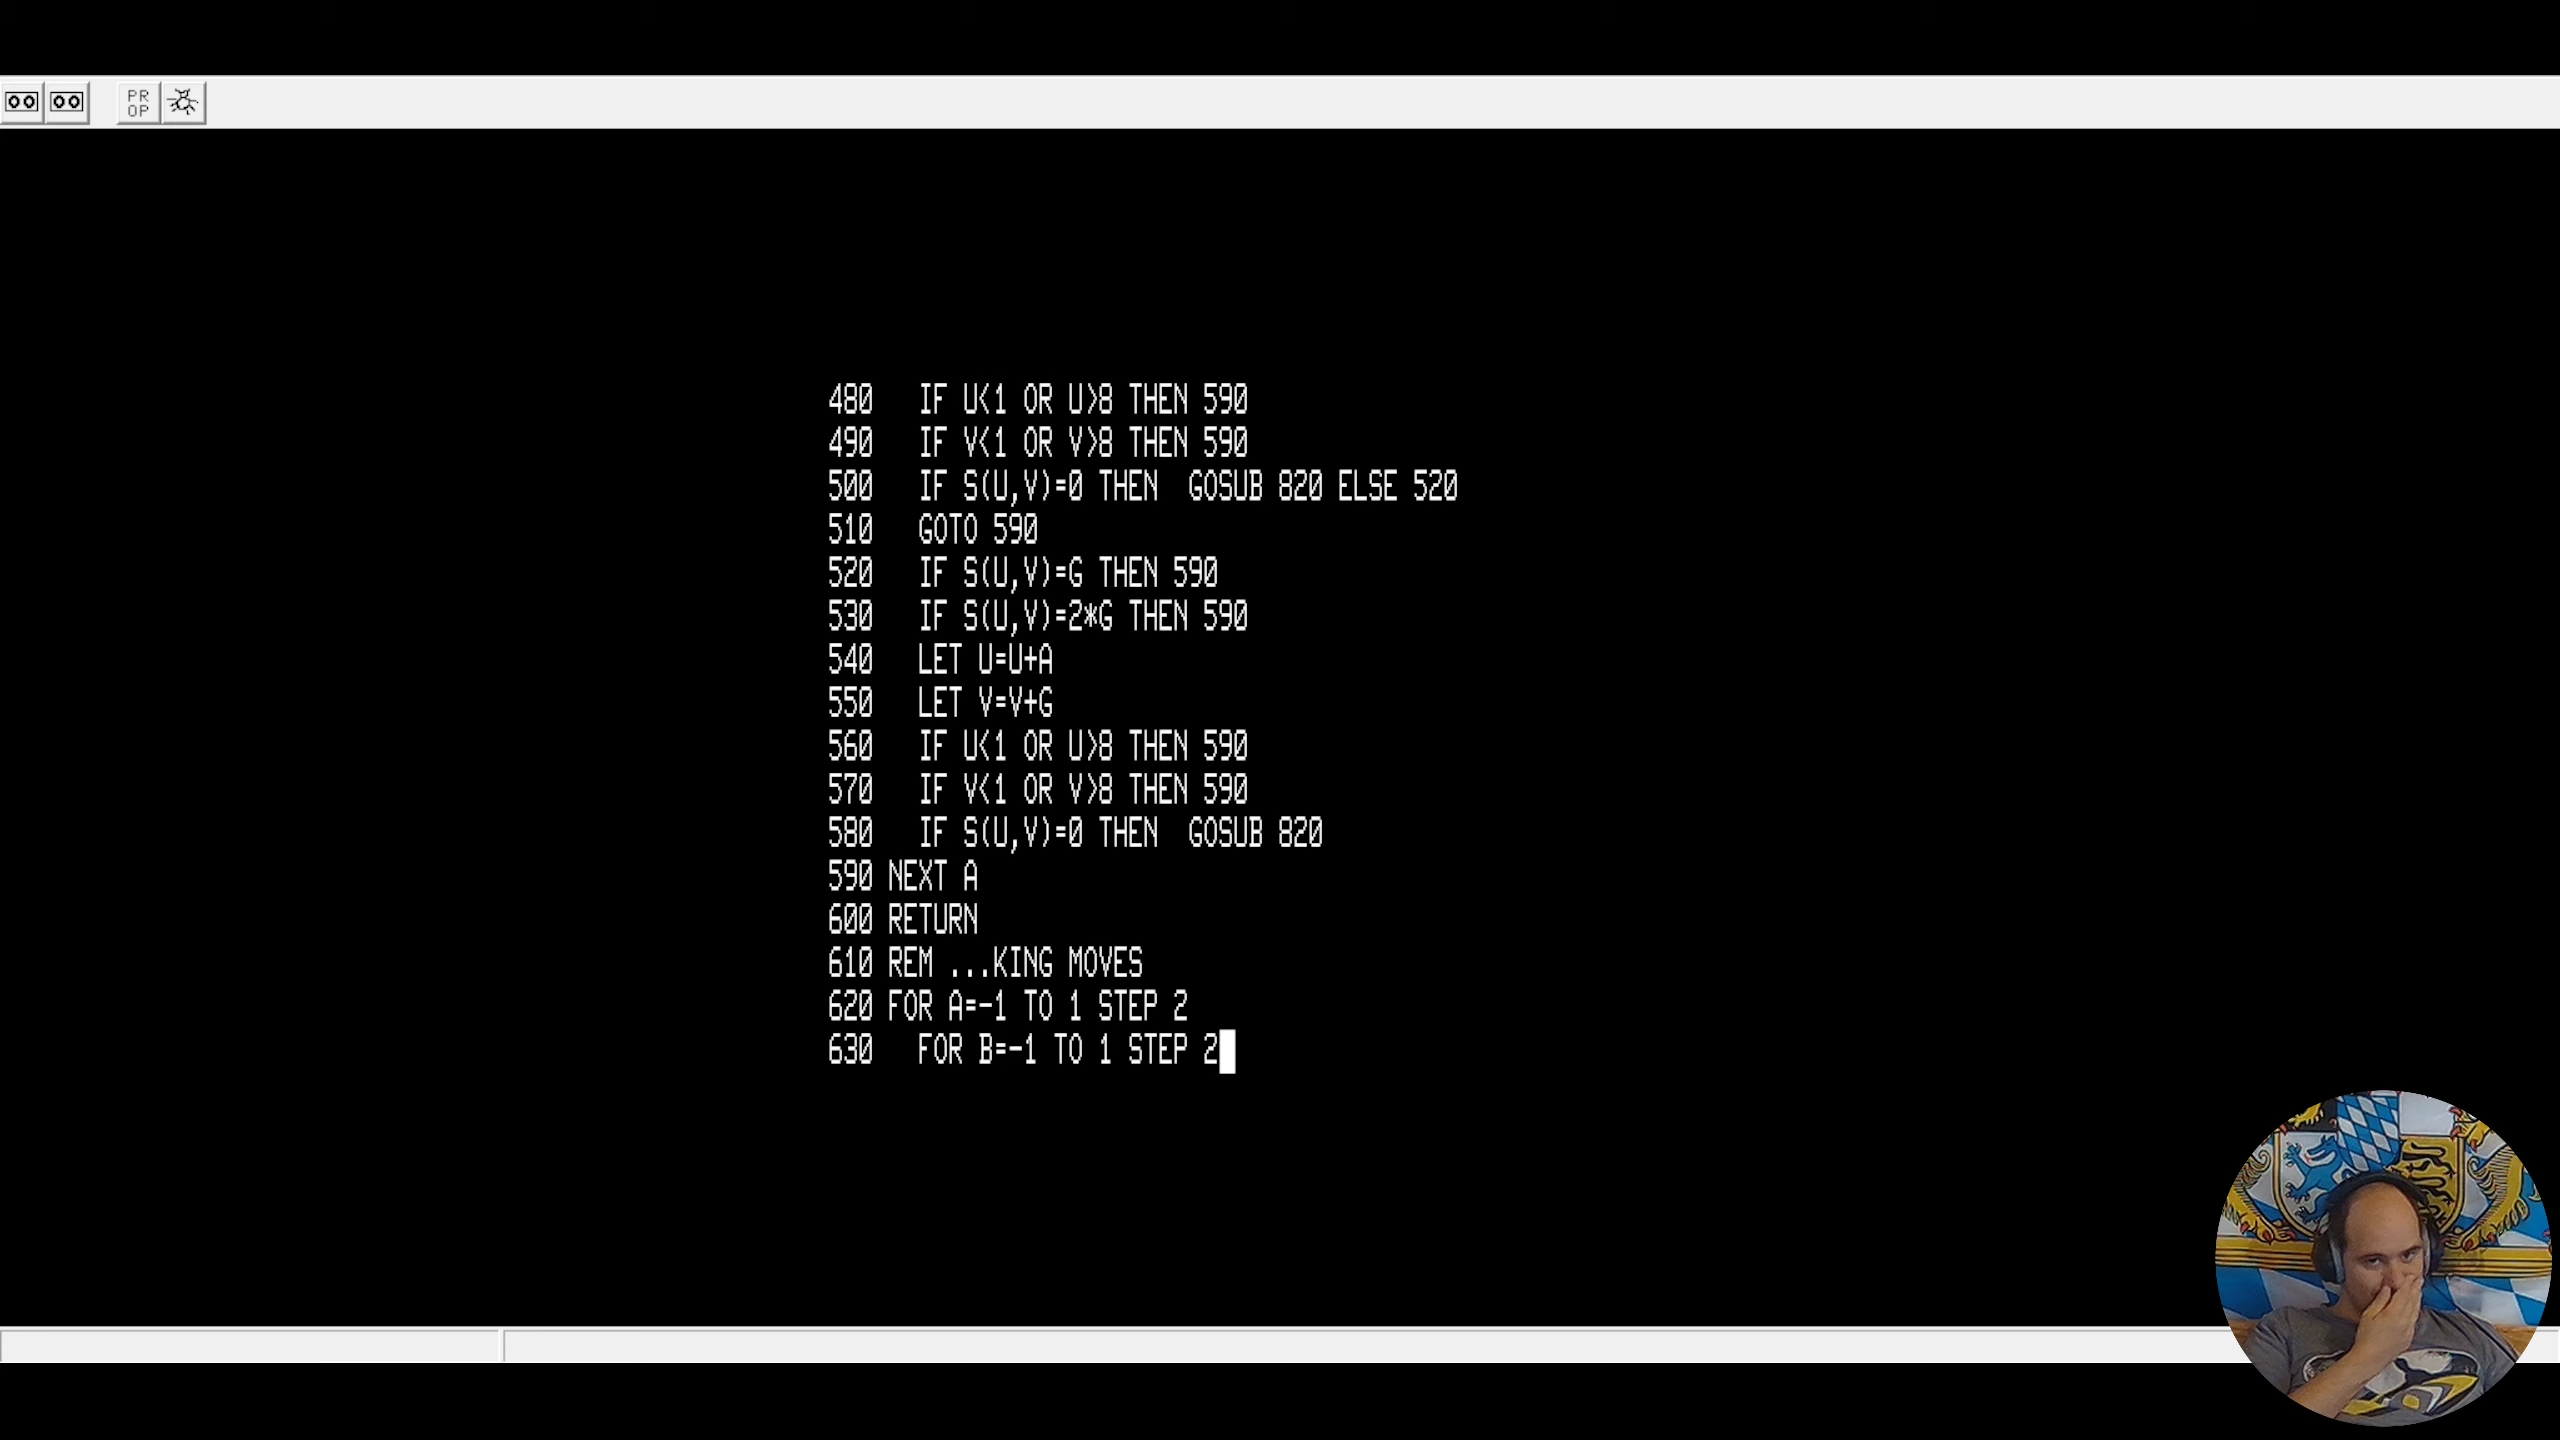 PR
OP
480   IF U<1 OR U>8 THEN 590
490   IF V<1 OR V>8 THEN 590
500   IF S(U,V)=0 THEN  GOSUB 820 ELSE 520
510   GOTO 590
520   IF S(U,V)=G THEN 590
530   IF S(U,V)=2*G THEN 590
540   LET U=U+A
550   LET V=V+G
560   IF U<1 OR U>8 THEN 590
570   IF V<1 OR V>8 THEN 590
580   IF S(U,V)=0 THEN  GOSUB 820
590 NEXT A
600 RETURN
610 REM ...KING MOVES
620 FOR A=-1 TO 1 STEP 2
630   FOR B=-1 TO 1 STEP 2